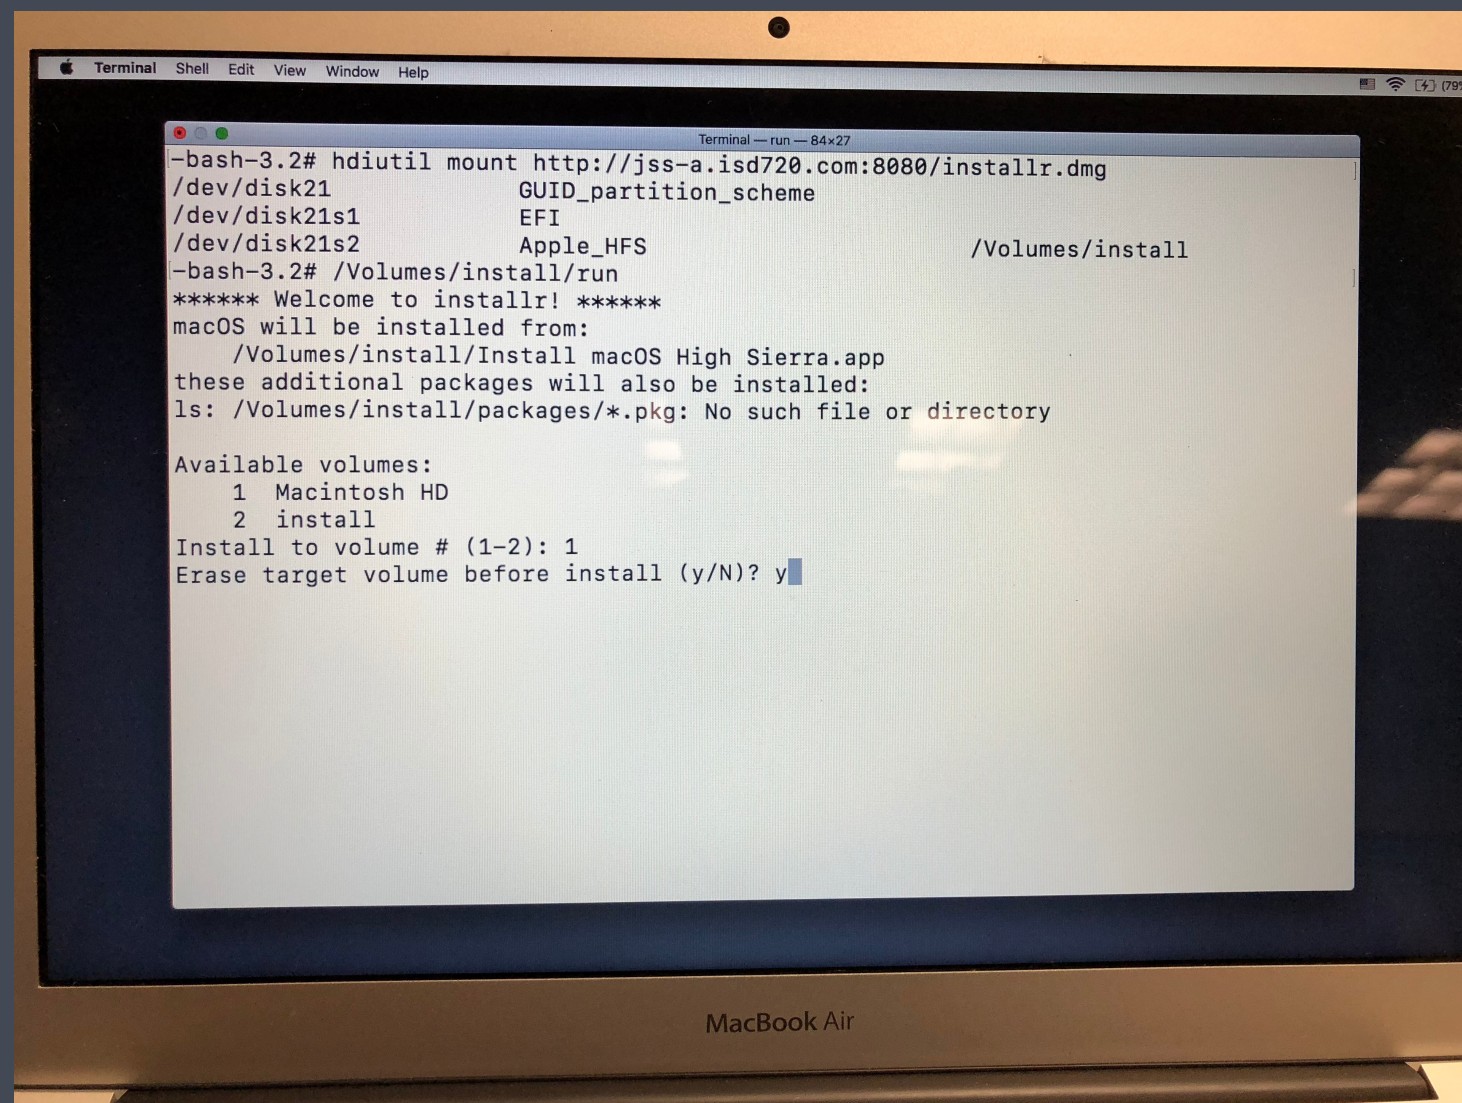 Terminal Shell Edit View Window Help
(79%
Terminal — run — 84×27
-bash-3.2# hdiutil mount http://jss-a.isd720.com:8080/installr.dmg
/dev/disk21 GUID_partition_scheme
/dev/disk21s1 EFI
/dev/disk21s2 Apple_HFS /Volumes/install
-bash-3.2# /Volumes/install/run
****** Welcome to installr! ******
macOS will be installed from:
/Volumes/install/Install macOS High Sierra.app
these additional packages will also be installed:
ls: /Volumes/install/packages/*.pkg: No such file or directory
Available volumes:
1 Macintosh HD
2 install
Install to volume # (1-2): 1
Erase target volume before install (y/N)? y
MacBook Air